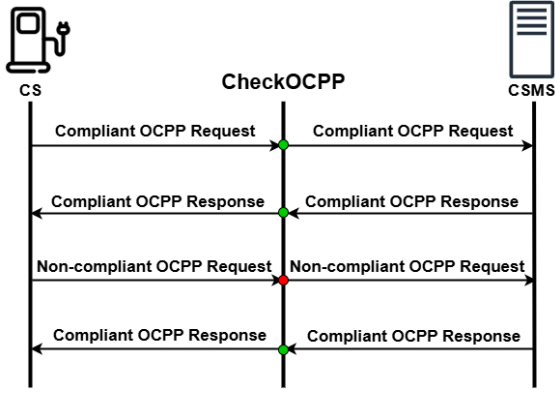 CS
CheckOCPP
CSMS
Compliant OCPP Request
Compliant OCPP Request
Compliant OCPP Response
Compliant OCPP Response
Non-compliant OCPP Request
Non-compliant OCPP Request
Compliant OCPP Response
Compliant OCPP Response